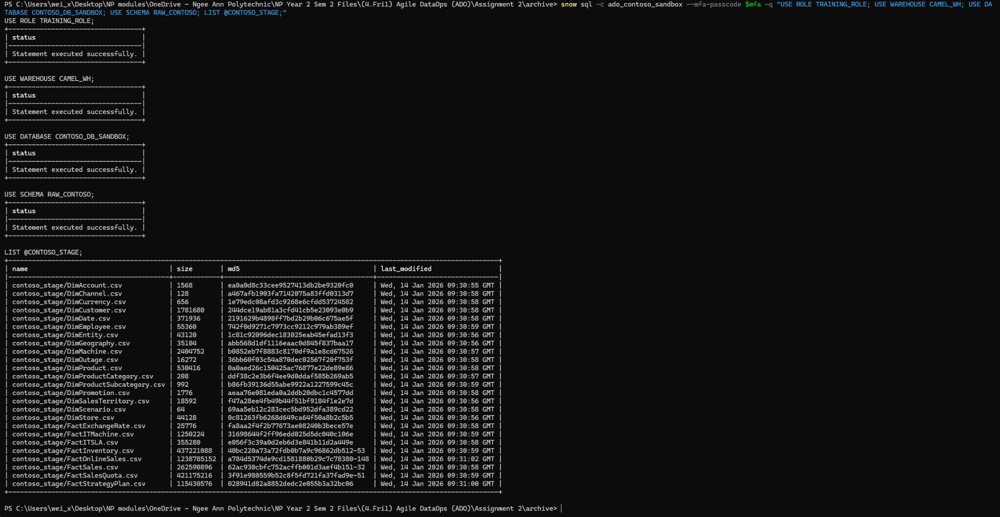 PS C:\Users\wei_x\Desktop\NP modules\OneDrive - Ngee Ann Polytechnic\NP Year 2 Sem 2 Files\(4.Fri1) Agile DataOps (ADO)\Assignment 2\archive> snow sql -c ado_contoso_sandbox --mfa-passcode $mfa -q "USE ROLE TRAINING_ROLE; USE WAREHOUSE CAMEL_WH; USE DA
TABASE CONTOSO_DB_SANDBOX; USE SCHEMA RAW_CONTOSO; LIST @CONTOSO_STAGE;"
USE ROLE TRAINING_ROLE;
+----------------------------------+
| status                           |
|----------------------------------|
| Statement executed successfully. |
+----------------------------------+
USE WAREHOUSE CAMEL_WH;
+----------------------------------+
| status                           |
|----------------------------------|
| Statement executed successfully. |
+----------------------------------+
USE DATABASE CONTOSO_DB_SANDBOX;
+----------------------------------+
| status                           |
|----------------------------------|
| Statement executed successfully. |
+----------------------------------+
USE SCHEMA RAW_CONTOSO;
+----------------------------------+
| status                           |
|----------------------------------|
| Statement executed successfully. |
+----------------------------------+
LIST @CONTOSO_STAGE;
+-----------------------------------------------------------------------------------------------------------------------------+
| name                                    | size       | md5                                 | last_modified                 |
|-----------------------------------------+------------+-------------------------------------+-------------------------------|
| contoso_stage/DimAccount.csv            | 1568       | ea0a0d8c33cee9527413db2be9320fc0    | Wed, 14 Jan 2026 09:30:55 GMT |
| contoso_stage/DimChannel.csv            | 128        | a467afb1903fa7142075a83ffd0313d7    | Wed, 14 Jan 2026 09:30:58 GMT |
| contoso_stage/DimCurrency.csv           | 656        | 1e79edc08afd3c9268e6cfdd53724582    | Wed, 14 Jan 2026 09:30:58 GMT |
| contoso_stage/DimCustomer.csv           | 1781680    | 244dce19ab81a3cfd41cb5e23093e0b9    | Wed, 14 Jan 2026 09:30:58 GMT |
| contoso_stage/DimDate.csv               | 371936     | 2191629b4898ff7bd2b29b06c675ae5f    | Wed, 14 Jan 2026 09:30:58 GMT |
| contoso_stage/DimEmployee.csv           | 55360      | 742f0d9271c7973cc9212c979ab389ef    | Wed, 14 Jan 2026 09:30:59 GMT |
| contoso_stage/DimEntity.csv             | 43120      | 1c81c92096dec183025eab45efad13f3    | Wed, 14 Jan 2026 09:30:56 GMT |
| contoso_stage/DimGeography.csv          | 35104      | abb568d1df1116eaac0d845f837baa17    | Wed, 14 Jan 2026 09:30:56 GMT |
| contoso_stage/DimMachine.csv            | 2404752    | b0852eb7f8883c8170df9a1e8cd67526    | Wed, 14 Jan 2026 09:30:57 GMT |
| contoso_stage/DimOutage.csv             | 16272      | 36bb60f03c54a870dec02567f20f753f    | Wed, 14 Jan 2026 09:30:58 GMT |
| contoso_stage/DimProduct.csv            | 530416     | 0a0aed26c150425ac76877e22de89e86    | Wed, 14 Jan 2026 09:30:58 GMT |
| contoso_stage/DimProductCategory.csv    | 208        | ddf38c2e3b6f4ee9d0ddaf585b269ab5    | Wed, 14 Jan 2026 09:30:57 GMT |
| contoso_stage/DimProductSubcategory.csv | 992        | b86fb39136d55abe9922a1227599c45c    | Wed, 14 Jan 2026 09:30:59 GMT |
| contoso_stage/DimPromotion.csv          | 1776       | aeaa76e081eda0a2ddb20dbc1c4577dd    | Wed, 14 Jan 2026 09:30:58 GMT |
| contoso_stage/DimSalesTerritory.csv     | 18592      | f47a28ee4fb49b44f51bf9184f1e2e7d    | Wed, 14 Jan 2026 09:30:56 GMT |
| contoso_stage/DimScenario.csv           | 64         | 69aa5eb12c283cec5bd952dfa389cd22    | Wed, 14 Jan 2026 09:30:58 GMT |
| contoso_stage/DimStore.csv              | 44128      | 0c81263fb6268d649ca64f50a8b2c5b5    | Wed, 14 Jan 2026 09:30:56 GMT |
| contoso_stage/FactExchangeRate.csv      | 25776      | fa8aa2f4f2b77673ae08240b3bece57e    | Wed, 14 Jan 2026 09:30:58 GMT |
| contoso_stage/FactITMachine.csv         | 1250224    | 31698644f2ff96edd025d5dc040c106e    | Wed, 14 Jan 2026 09:30:59 GMT |
| contoso_stage/FactITSLA.csv             | 355280     | e056f3c39a0d2eb6d3e841b11d2a449e    | Wed, 14 Jan 2026 09:30:58 GMT |
| contoso_stage/FactInventory.csv         | 437221088  | 40bc220a73a72fdb0b7a9c96862db512-53 | Wed, 14 Jan 2026 09:30:59 GMT |
| contoso_stage/FactOnlineSales.csv       | 1238785152 | a784d5374de9cd1581880b29c7c78380-148 | Wed, 14 Jan 2026 09:31:02 GMT |
| contoso_stage/FactSales.csv             | 262590896  | 62ac930cbfc752acffb001d3aef4b151-32 | Wed, 14 Jan 2026 09:30:58 GMT |
| contoso_stage/FactSalesQuota.csv        | 421175216  | 3f91e980559b52c8f5fd721fa37fad9e-51 | Wed, 14 Jan 2026 09:30:59 GMT |
| contoso_stage/FactStrategyPlan.csv      | 115430576  | 028941d82a8852dedc2e055b3a32bc06    | Wed, 14 Jan 2026 09:31:00 GMT |
+-----------------------------------------------------------------------------------------------------------------------------+
PS C:\Users\wei_x\Desktop\NP modules\OneDrive - Ngee Ann Polytechnic\NP Year 2 Sem 2 Files\(4.Fri1) Agile DataOps (ADO)\Assignment 2\archive>